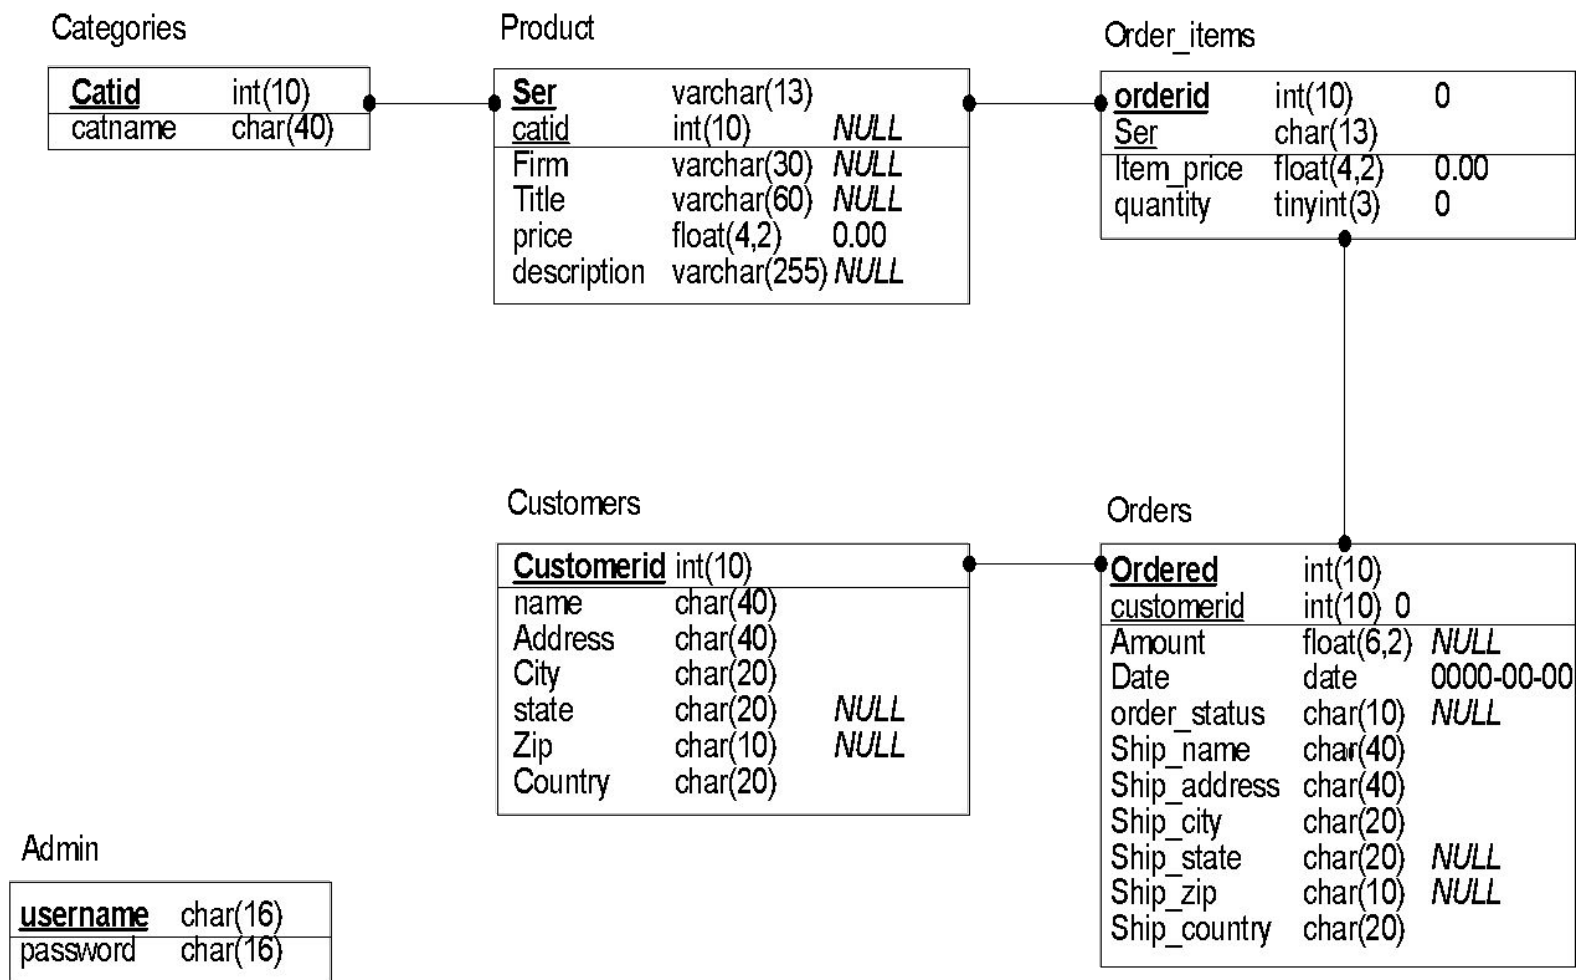 Categories
Catid int(10)
catname char(40)
Product
Ser varchar(13)
catid int(10) NULL
Firm varchar(30) NULL
Title varchar(60) NULL
price float(4,2) 0.00
description varchar(255) NULL
Order_items
orderid int(10) 0
Ser char(13)
Item_price float(4,2) 0.00
quantity tinyint(3) 0
Customers
Customerid int(10)
name char(40)
Address char(40)
City char(20)
state char(20) NULL
Zip char(10) NULL
Country char(20)
Orders
Ordered int(10)
customerid int(10) 0
Amount float(6,2) NULL
Date date 0000-00-00
order_status char(10) NULL
Ship_name char(40)
Ship_address char(40)
Ship_city char(20)
Ship_state char(20) NULL
Ship_zip char(10) NULL
Ship_country char(20)
Admin
username char(16)
password char(16)